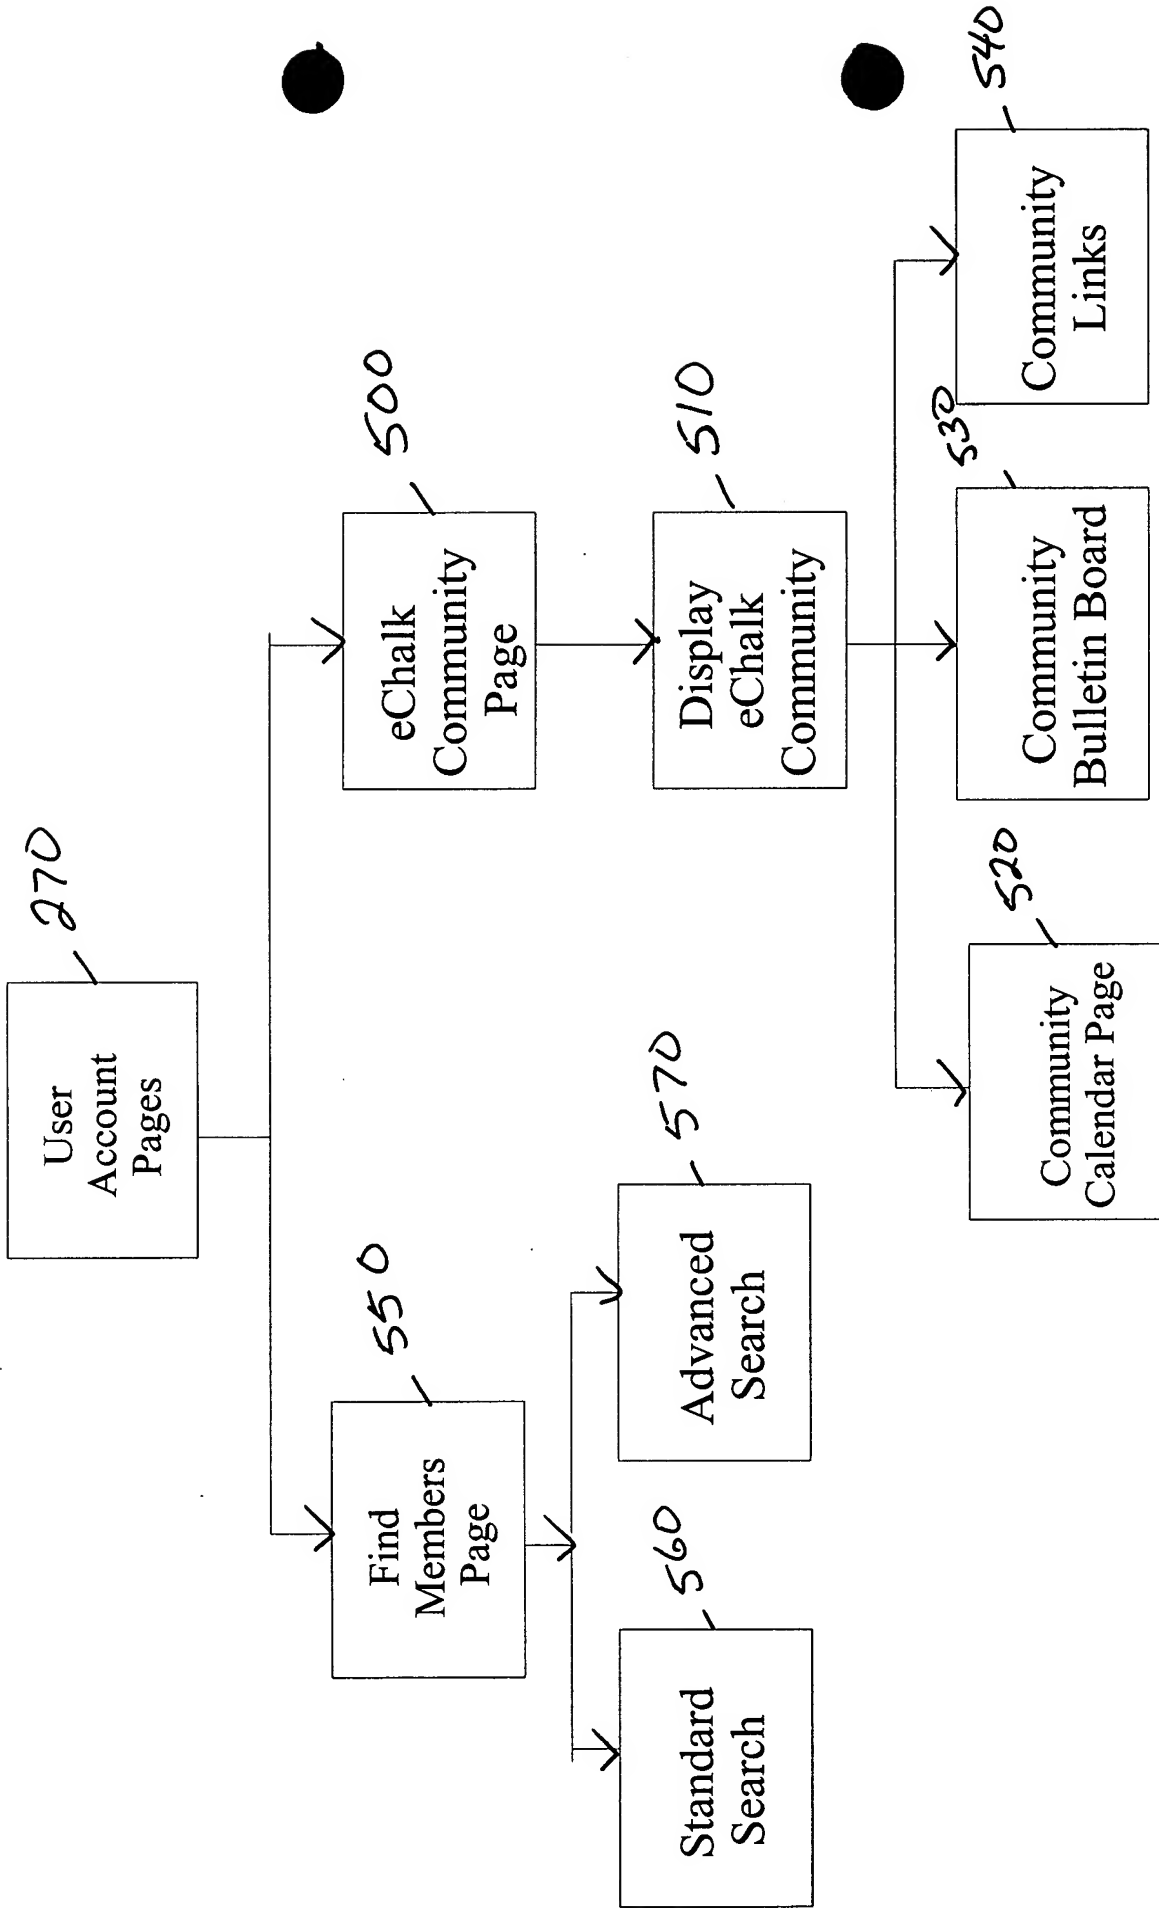 User
Account
Pages
270
Find
Members
Page
550
eChalk
Community
Page
500
Standard
Search
560
Advanced
Search
570
Display
eChalk
Community
510
Community
Calendar Page
520
Community
Bulletin Board
530
Community
Links
540